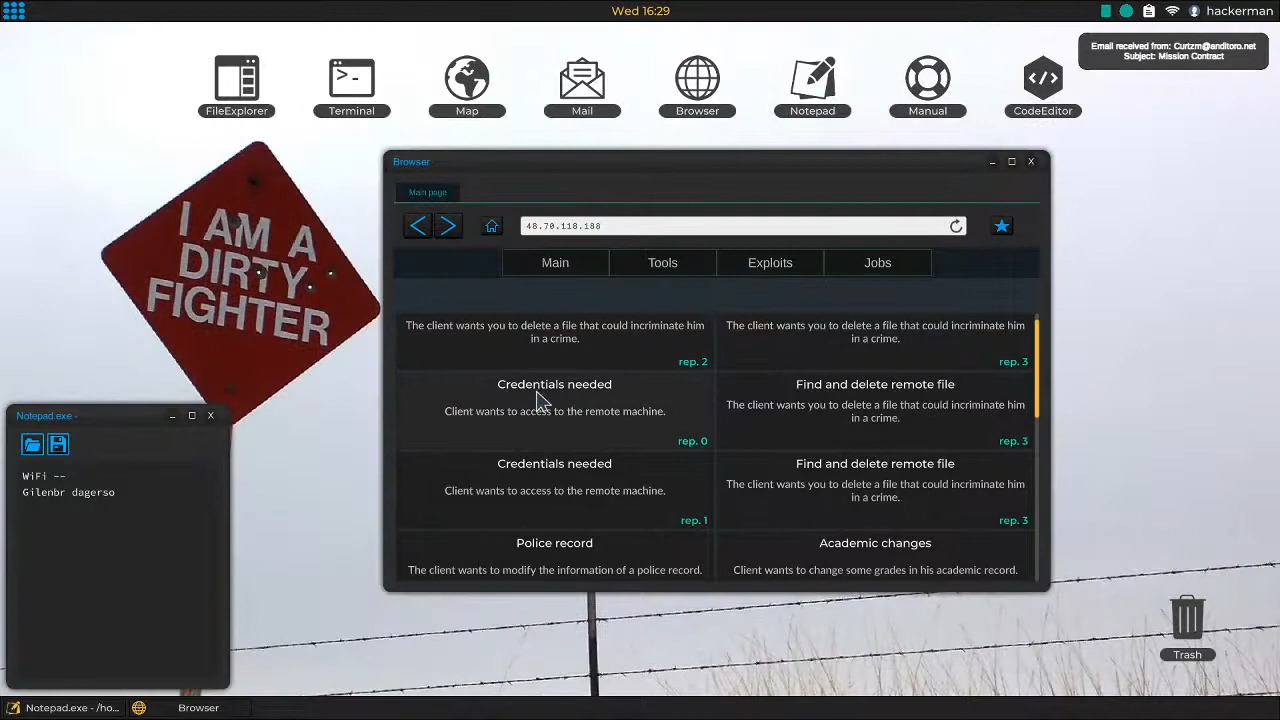 Wed 16:29
hackerman
Email received from: Curtzm@anditoro.net
Subject: Mission Contract
FileExplorer
Terminal
Map
Mail
Browser
Notepad
Manual
CodeEditor
I AM A
DIRTY
FIGHTER
Browser
Main page
48.70.118.188
Main
Tools
Exploits
Jobs
The client wants you to delete a file that could incriminate him
in a crime.
rep. 2
The client wants you to delete a file that could incriminate him
in a crime.
rep. 3
Credentials needed
Client wants to access to the remote machine.
rep. 0
Find and delete remote file
The client wants you to delete a file that could incriminate him
in a crime.
rep. 3
Credentials needed
Client wants to access to the remote machine.
rep. 1
Find and delete remote file
The client wants you to delete a file that could incriminate him
in a crime.
rep. 3
Police record
The client wants to modify the information of a police record.
Academic changes
Client wants to change some grades in his academic record.
Notepad.exe -
WiFi --
Gilenbr dagerso
Trash
Notepad.exe - /ho...
Browser